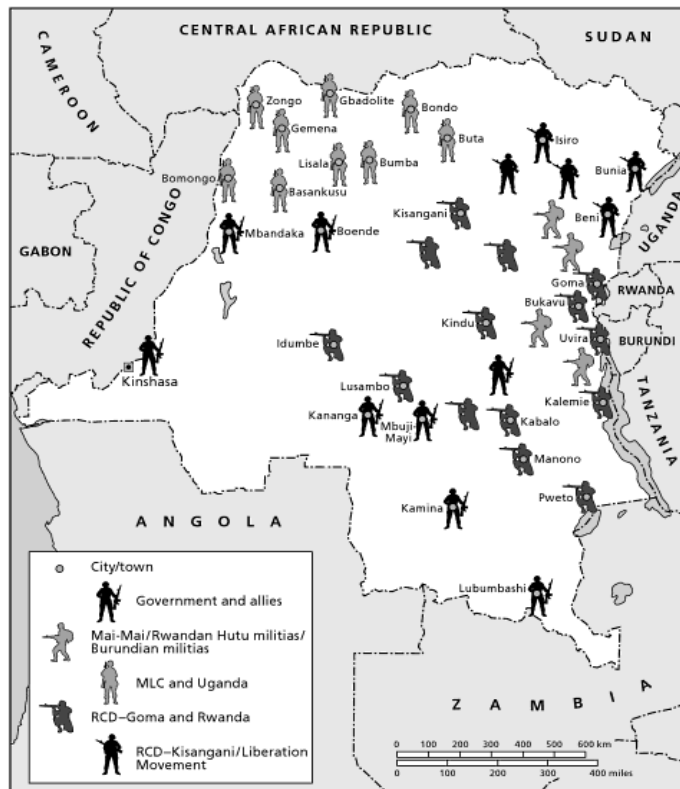 CENTRAL AFRICAN REPUBLIC
SUDAN
CAMEROON
Zongo
Gbadolite
Bondo
Gemena
Buta
Isiro
Lisala
Bumba
Bomongo
Basankusu
Bunia
Kisangani
Beni
UGANDA
Mbandaka
Boende
GABON
REPUBLIC OF CONGO
Goma
RWANDA
Bukavu
Kindu
Uvira
BURUNDI
Idumbe
Kinshasa
Lusambo
Kalemie
TANZANIA
Kananga
Mbuji-
Mayi
Kabalo
Manono
Pweto
Kamina
ANGOLA
Lubumbashi
ZAMBIA
City/town
Government and allies
Mai-Mai/Rwandan Hutu militias/
Burundian militias
MLC and Uganda
RCD–Goma and Rwanda
RCD–Kisangani/Liberation
Movement
0 100 200 300 400 500 600 km
0 100 200 300 400 miles